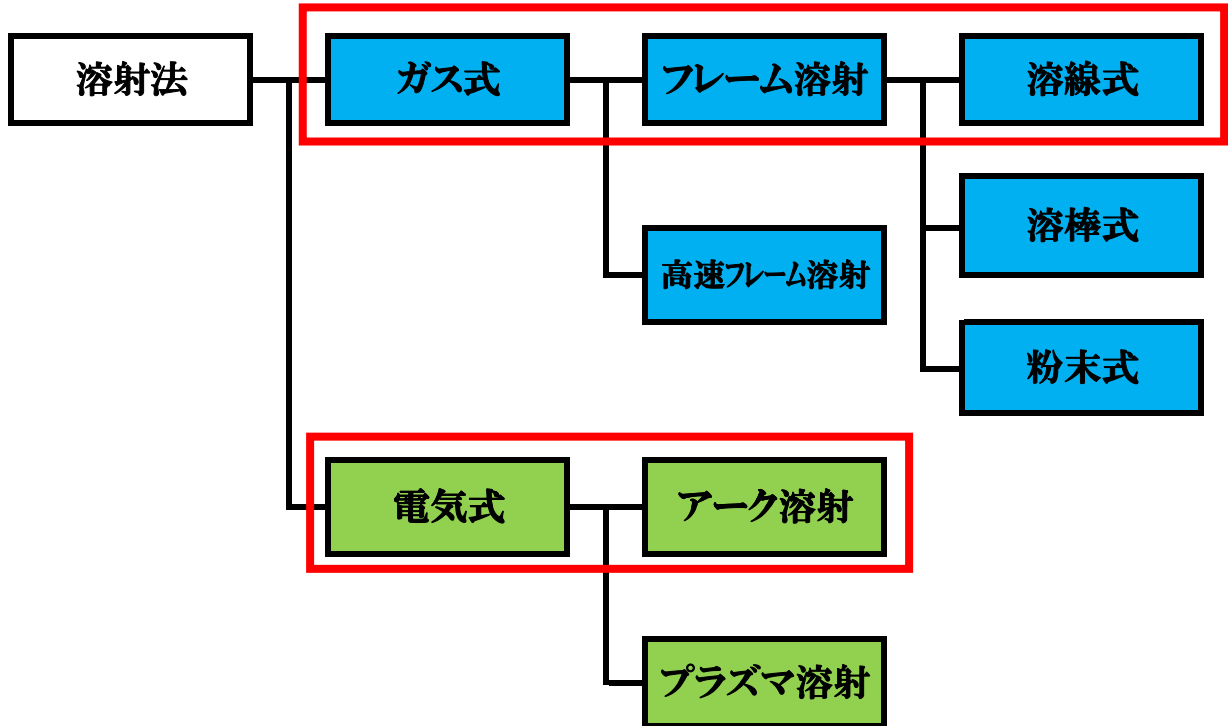 溶射法
ガス式
フレーム溶射
溶線式
溶棒式
高速フレーム溶射
粉末式
電気式
アーク溶射
プラズマ溶射